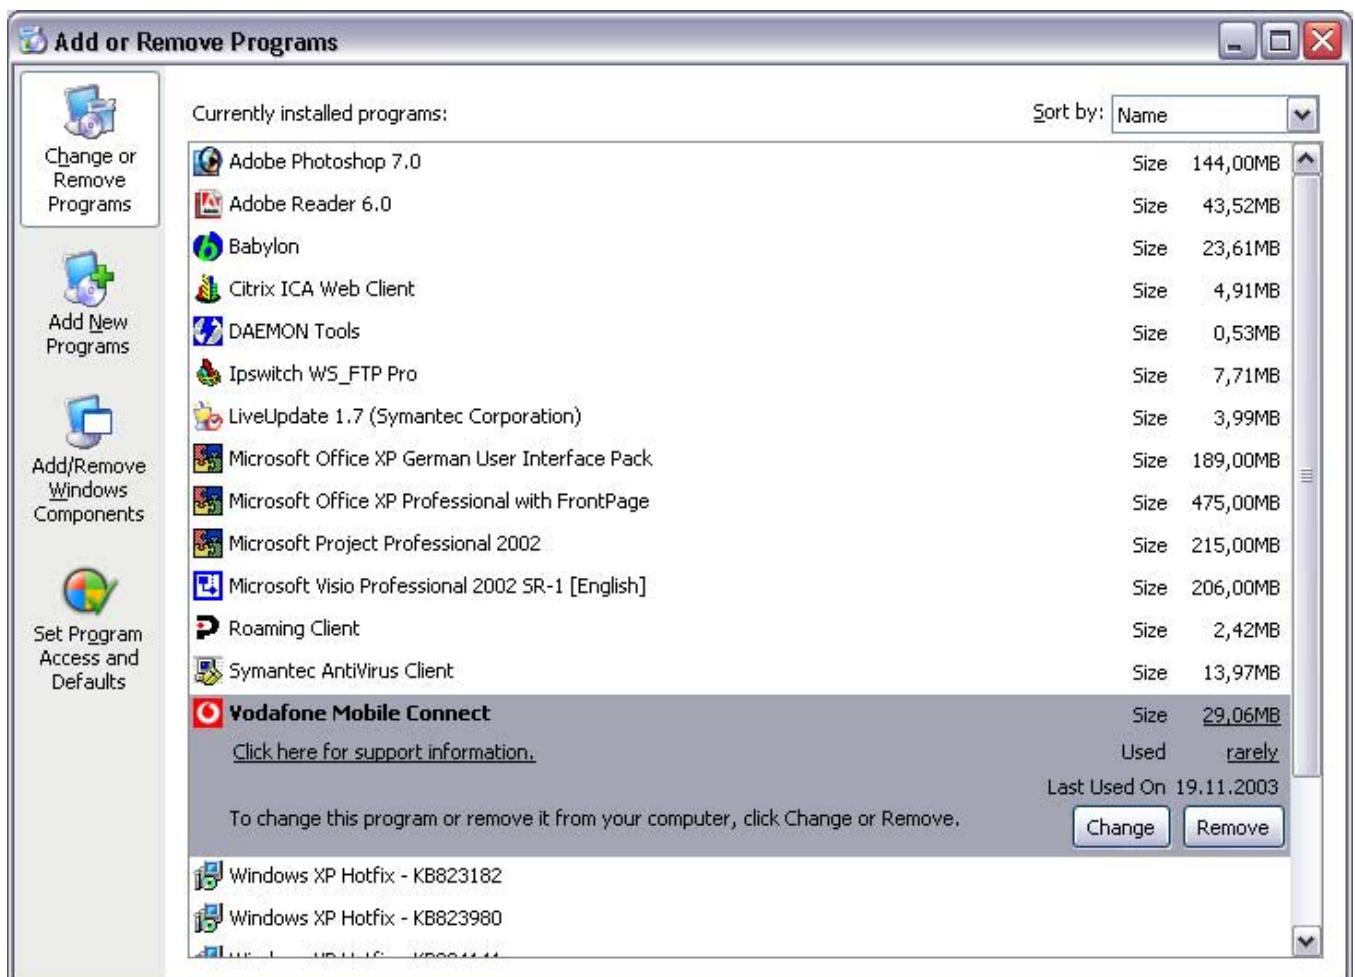 Add or Remove Programs
Change or
Remove
Programs
Add New
Programs
Add/Remove
Windows
Components
Set Program
Access and
Defaults
Currently installed programs:
Sort by: Name
Adobe Photoshop 7.0 Size 144,00MB
Adobe Reader 6.0 Size 43,52MB
Babylon Size 23,61MB
Citrix ICA Web Client Size 4,91MB
DAEMON Tools Size 0,53MB
Ipswitch WS_FTP Pro Size 7,71MB
LiveUpdate 1.7 (Symantec Corporation) Size 3,99MB
Microsoft Office XP German User Interface Pack Size 189,00MB
Microsoft Office XP Professional with FrontPage Size 475,00MB
Microsoft Project Professional 2002 Size 215,00MB
Microsoft Visio Professional 2002 SR-1 [English] Size 206,00MB
Roaming Client Size 2,42MB
Symantec AntiVirus Client Size 13,97MB
Vodafone Mobile Connect Size 29,06MB
Click here for support information. Used rarely
Last Used On 19.11.2003
To change this program or remove it from your computer, click Change or Remove. Change Remove
Windows XP Hotfix - KB823182
Windows XP Hotfix - KB823980